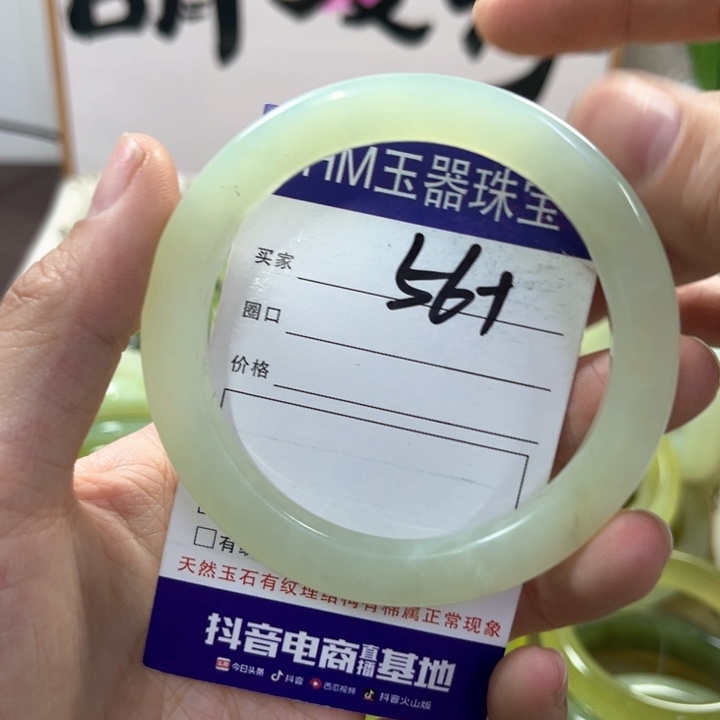 HM玉器珠宝
买家
56+
圈口
价格
天然玉石有纹理结构有棉属正常现象
抖音电商直播基地
今日头条 抖音 西瓜视频 抖音火山版